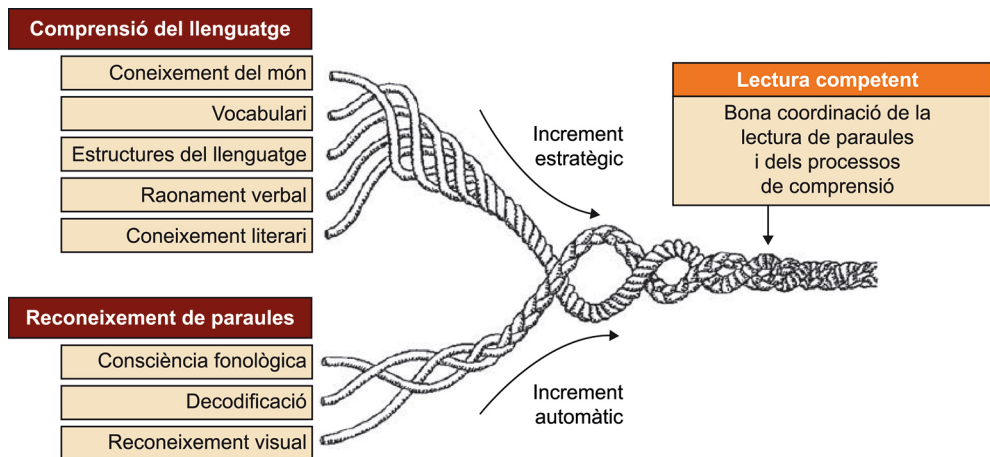 Comprensió del llenguatge
Coneixement del món
Vocabulari
Estructures del llenguatge
Raonament verbal
Coneixement literari
Increment
estratègic
Lectura competent
Bona coordinació de la
lectura de paraules
i dels processos
de comprensió
Reconeixement de paraules
Consciència fonològica
Decodificació
Reconeixement visual
Increment
automàtic